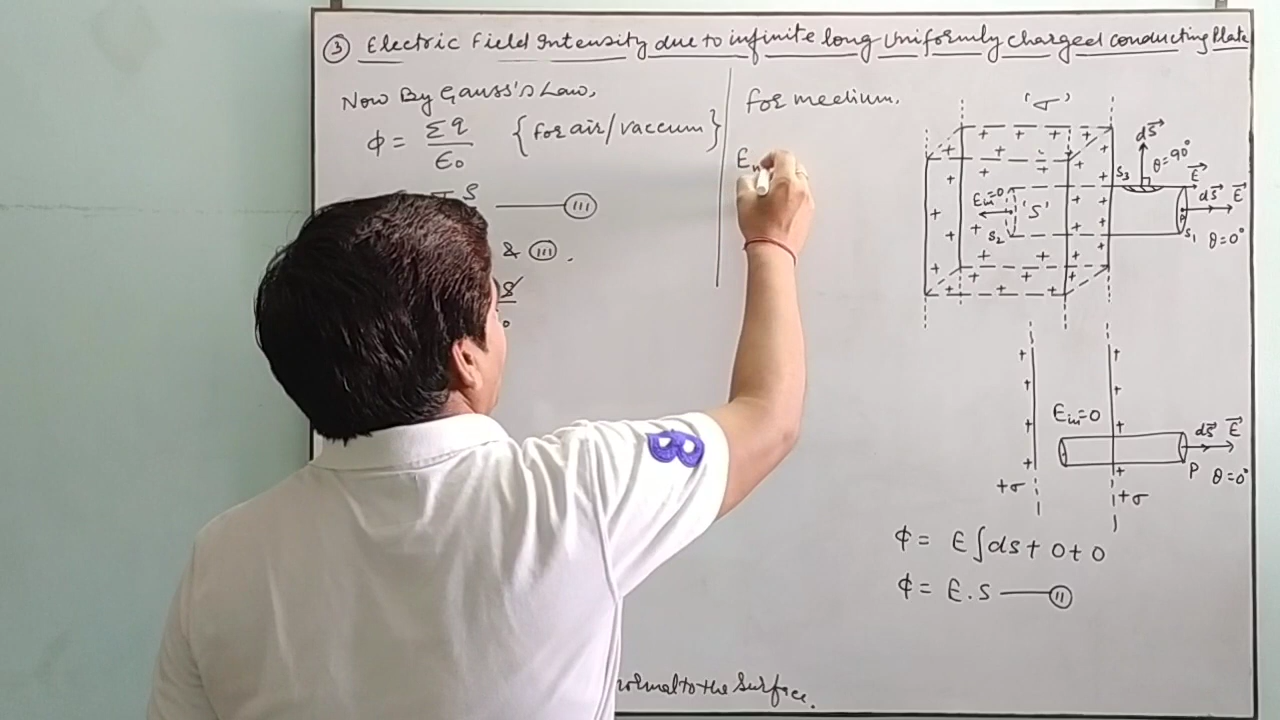 ③ Electric Field Intensity due to infinite long Uniformly charged conducting Plate
Now By Gauss's Law,
Φ = Σq/ϵ0 {for air/vaccum}
S ——— (III)
& (III).
S
for medium.
Em
'σ'
dS→
θ=90°
S3
E→
Ein=0
'S'
dS→ E→
P
S2
S1
θ=0°
Ein=0
dS→ E→
P
θ=0°
+σ
+σ
Φ = E∫ds + 0 + 0
Φ = E.S ——— (II)
normal to the Surface.